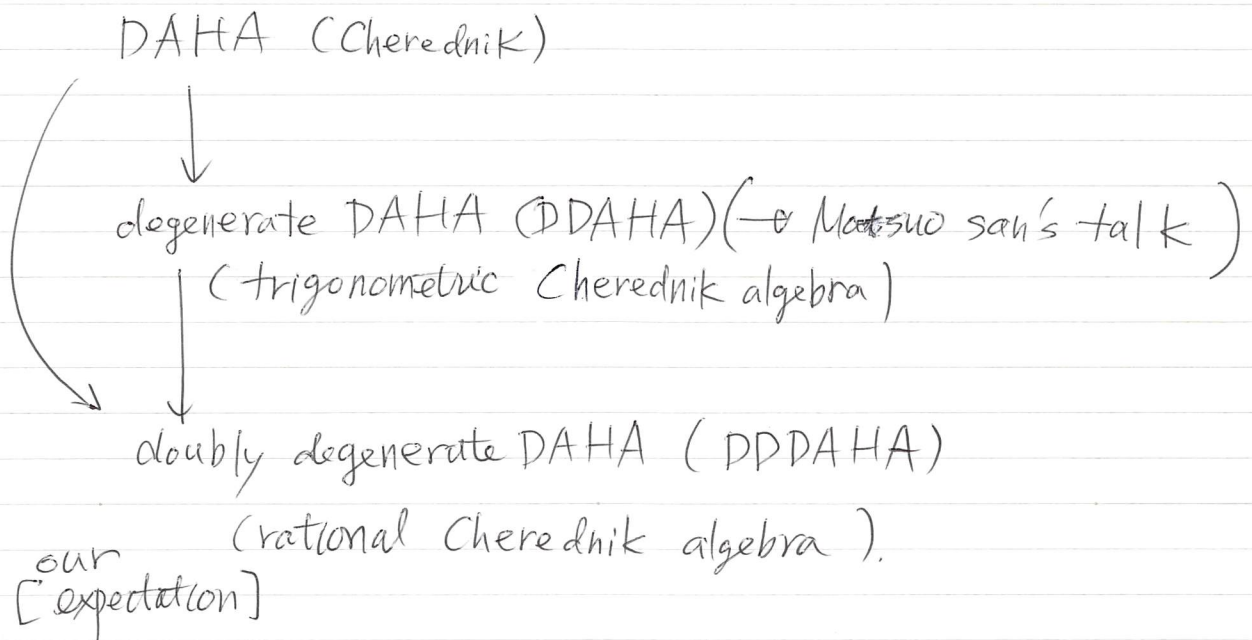 DAHA (Cherednik)
degenerate DAHA (DDAHA) (→ Matsuo san's talk)
(trigonometric Cherednik algebra)
doubly degenerate DAHA (DDDAHA)
(rational Cherednik algebra).
our
[expectation]